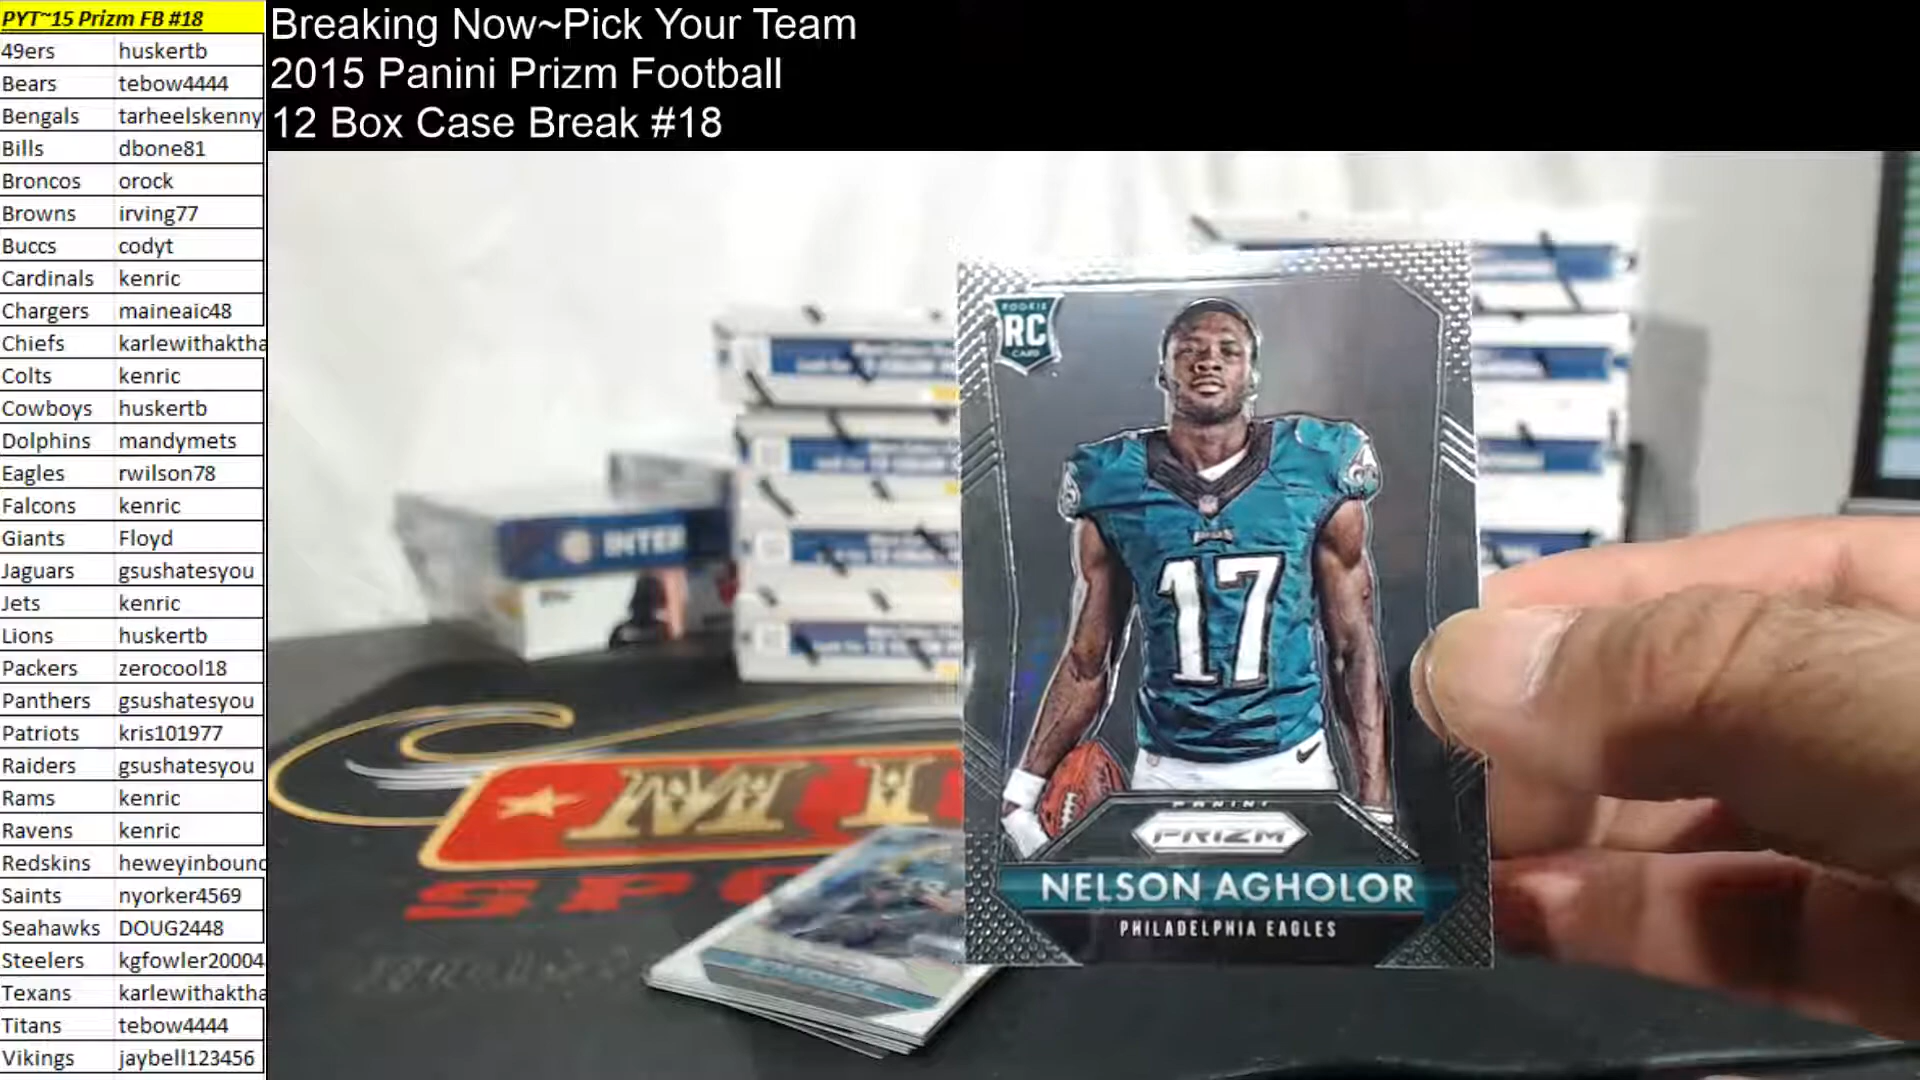 PYT~15 Prizm FB #18
49ers huskertb
Bears tebow4444
Bengals tarheelskenny
Bills dbone81
Broncos orock
Browns irving77
Buccs codyt
Cardinals kenric
Chargers maineaic48
Chiefs karlewithaktha
Colts kenric
Cowboys huskertb
Dolphins mandymets
Eagles rwilson78
Falcons kenric
Giants Floyd
Jaguars gsushatesyou
Jets kenric
Lions huskertb
Packers zerocool18
Panthers gsushatesyou
Patriots kris101977
Raiders gsushatesyou
Rams kenric
Ravens kenric
Redskins heweyinbound
Saints nyorker4569
Seahawks DOUG2448
Steelers kgfowler20004
Texans karlewithaktha
Titans tebow4444
Vikings jaybell123456
Breaking Now~Pick Your Team
2015 Panini Prizm Football
12 Box Case Break #18
ROOKIE
RC
CARD
17
PANINI
PRIZM
NELSON AGHOLOR
PHILADELPHIA EAGLES
INTER
MI
SPO